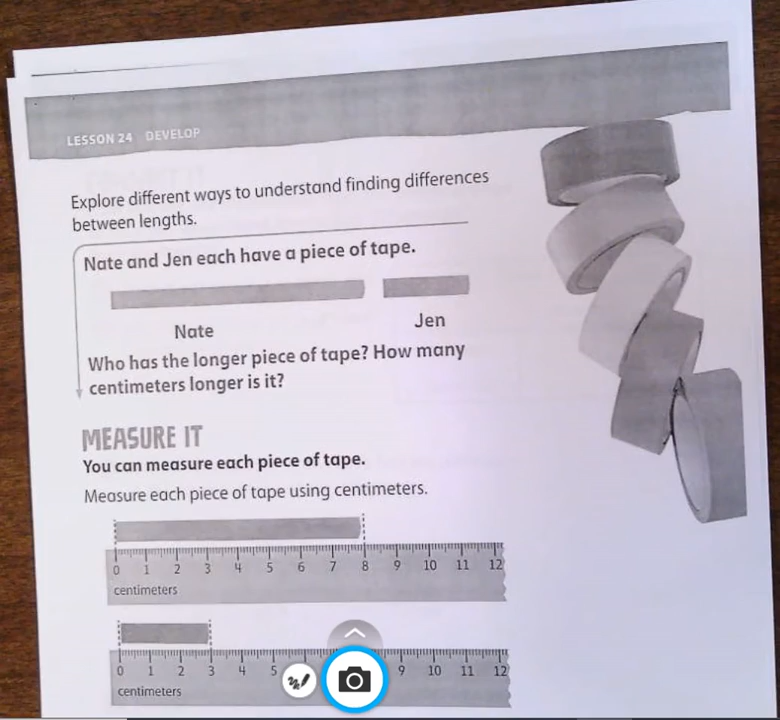 LESSON 24 DEVELOP
Explore different ways to understand finding differences
between lengths.
Nate and Jen each have a piece of tape.
Nate
Jen
Who has the longer piece of tape? How many
centimeters longer is it?
MEASURE IT
You can measure each piece of tape.
Measure each piece of tape using centimeters.
0 1 2 3 4 5 6 7 8 9 10 11 12
centimeters
0 1 2 3 4 5 9 10 11 12
centimeters